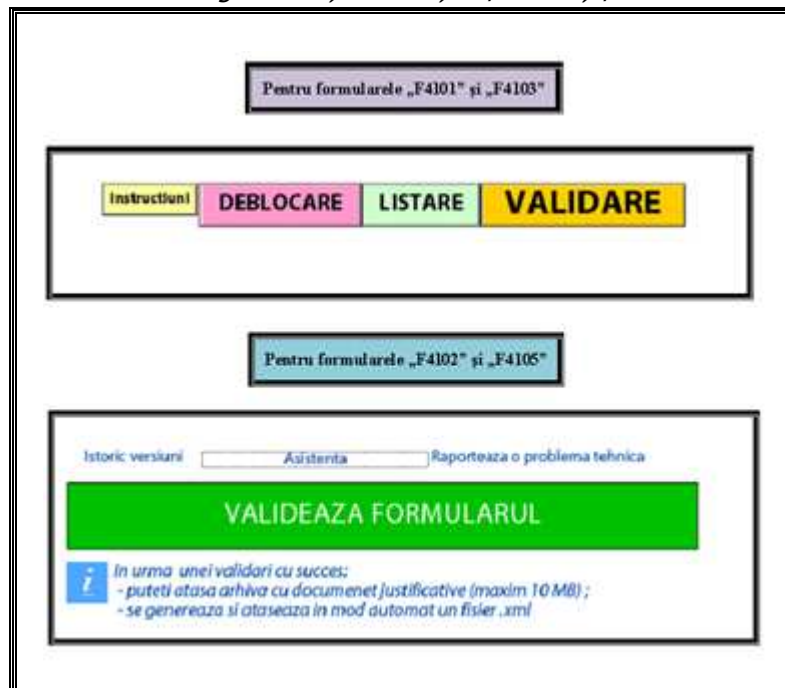 Pentru formularele „F4101” și „F4103”
Instructiuni DEBLOCARE LISTARE VALIDARE
Pentru formularele „F4102” și „F4105”
Istoric versiuni Asistenta Raporteaza o problema tehnica
VALIDEAZA FORMULARUL
i In urma unei validari cu succes:
- puteti atasa arhiva cu documenet justificative (maxim 10 MB) ;
- se genereaza si ataseaza in mod automat un fisier .xml